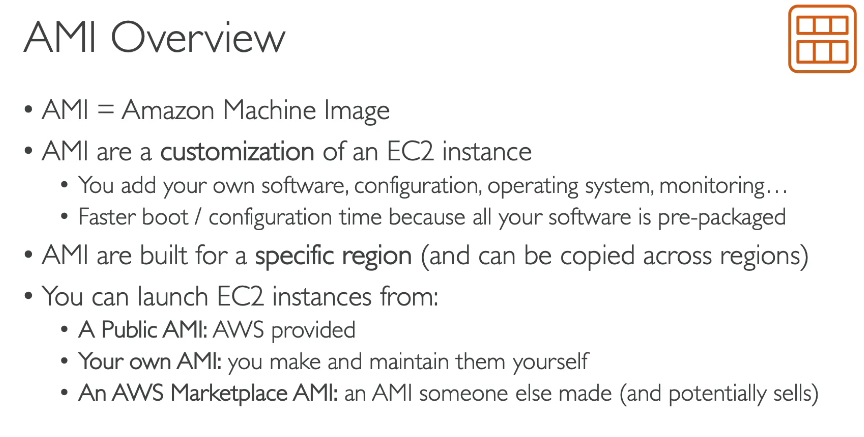 AMI Overview
• AMI = Amazon Machine Image
• AMI are a customization of an EC2 instance
• You add your own software, configuration, operating system, monitoring…
• Faster boot / configuration time because all your software is pre-packaged
• AMI are built for a specific region (and can be copied across regions)
• You can launch EC2 instances from:
• A Public AMI: AWS provided
• Your own AMI: you make and maintain them yourself
• An AWS Marketplace AMI: an AMI someone else made (and potentially sells)